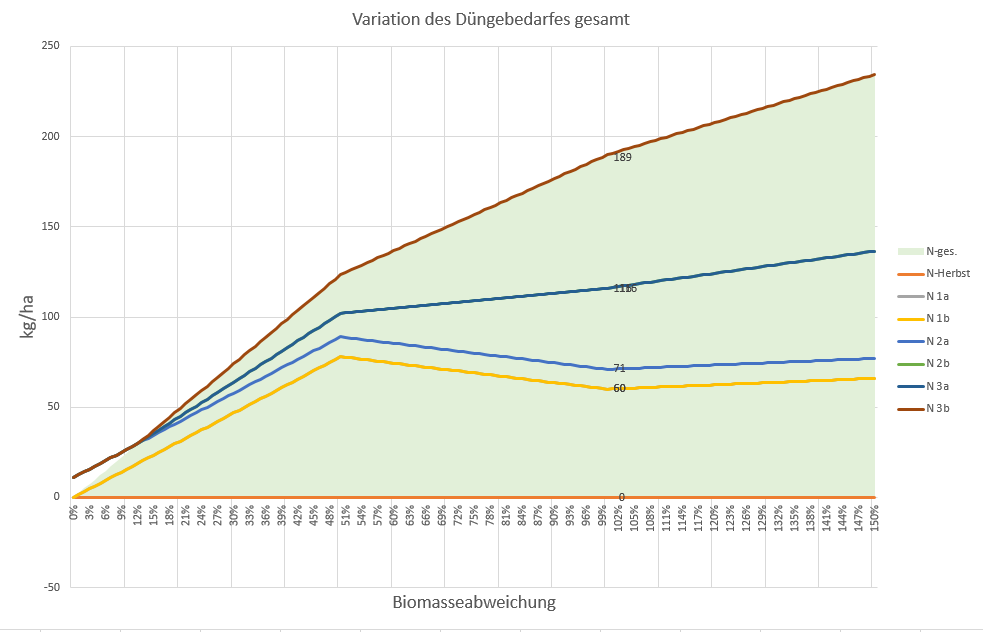 Variation des Düngebedarfes gesamt
250
200
150
100
50
0
-50
kg/ha
189
116
71
60
0
0% 3% 6% 9% 12% 15% 18% 21% 24% 27% 30% 33% 36% 39% 42% 45% 48% 51% 54% 57% 60% 63% 66% 69% 72% 75% 78% 81% 84% 87% 90% 93% 96% 99% 102% 105% 108% 111% 114% 117% 120% 123% 126% 129% 132% 135% 138% 141% 144% 147% 150%
Biomasseabweichung
N-ges.
N-Herbst
N 1a
N 1b
N 2a
N 2b
N 3a
N 3b